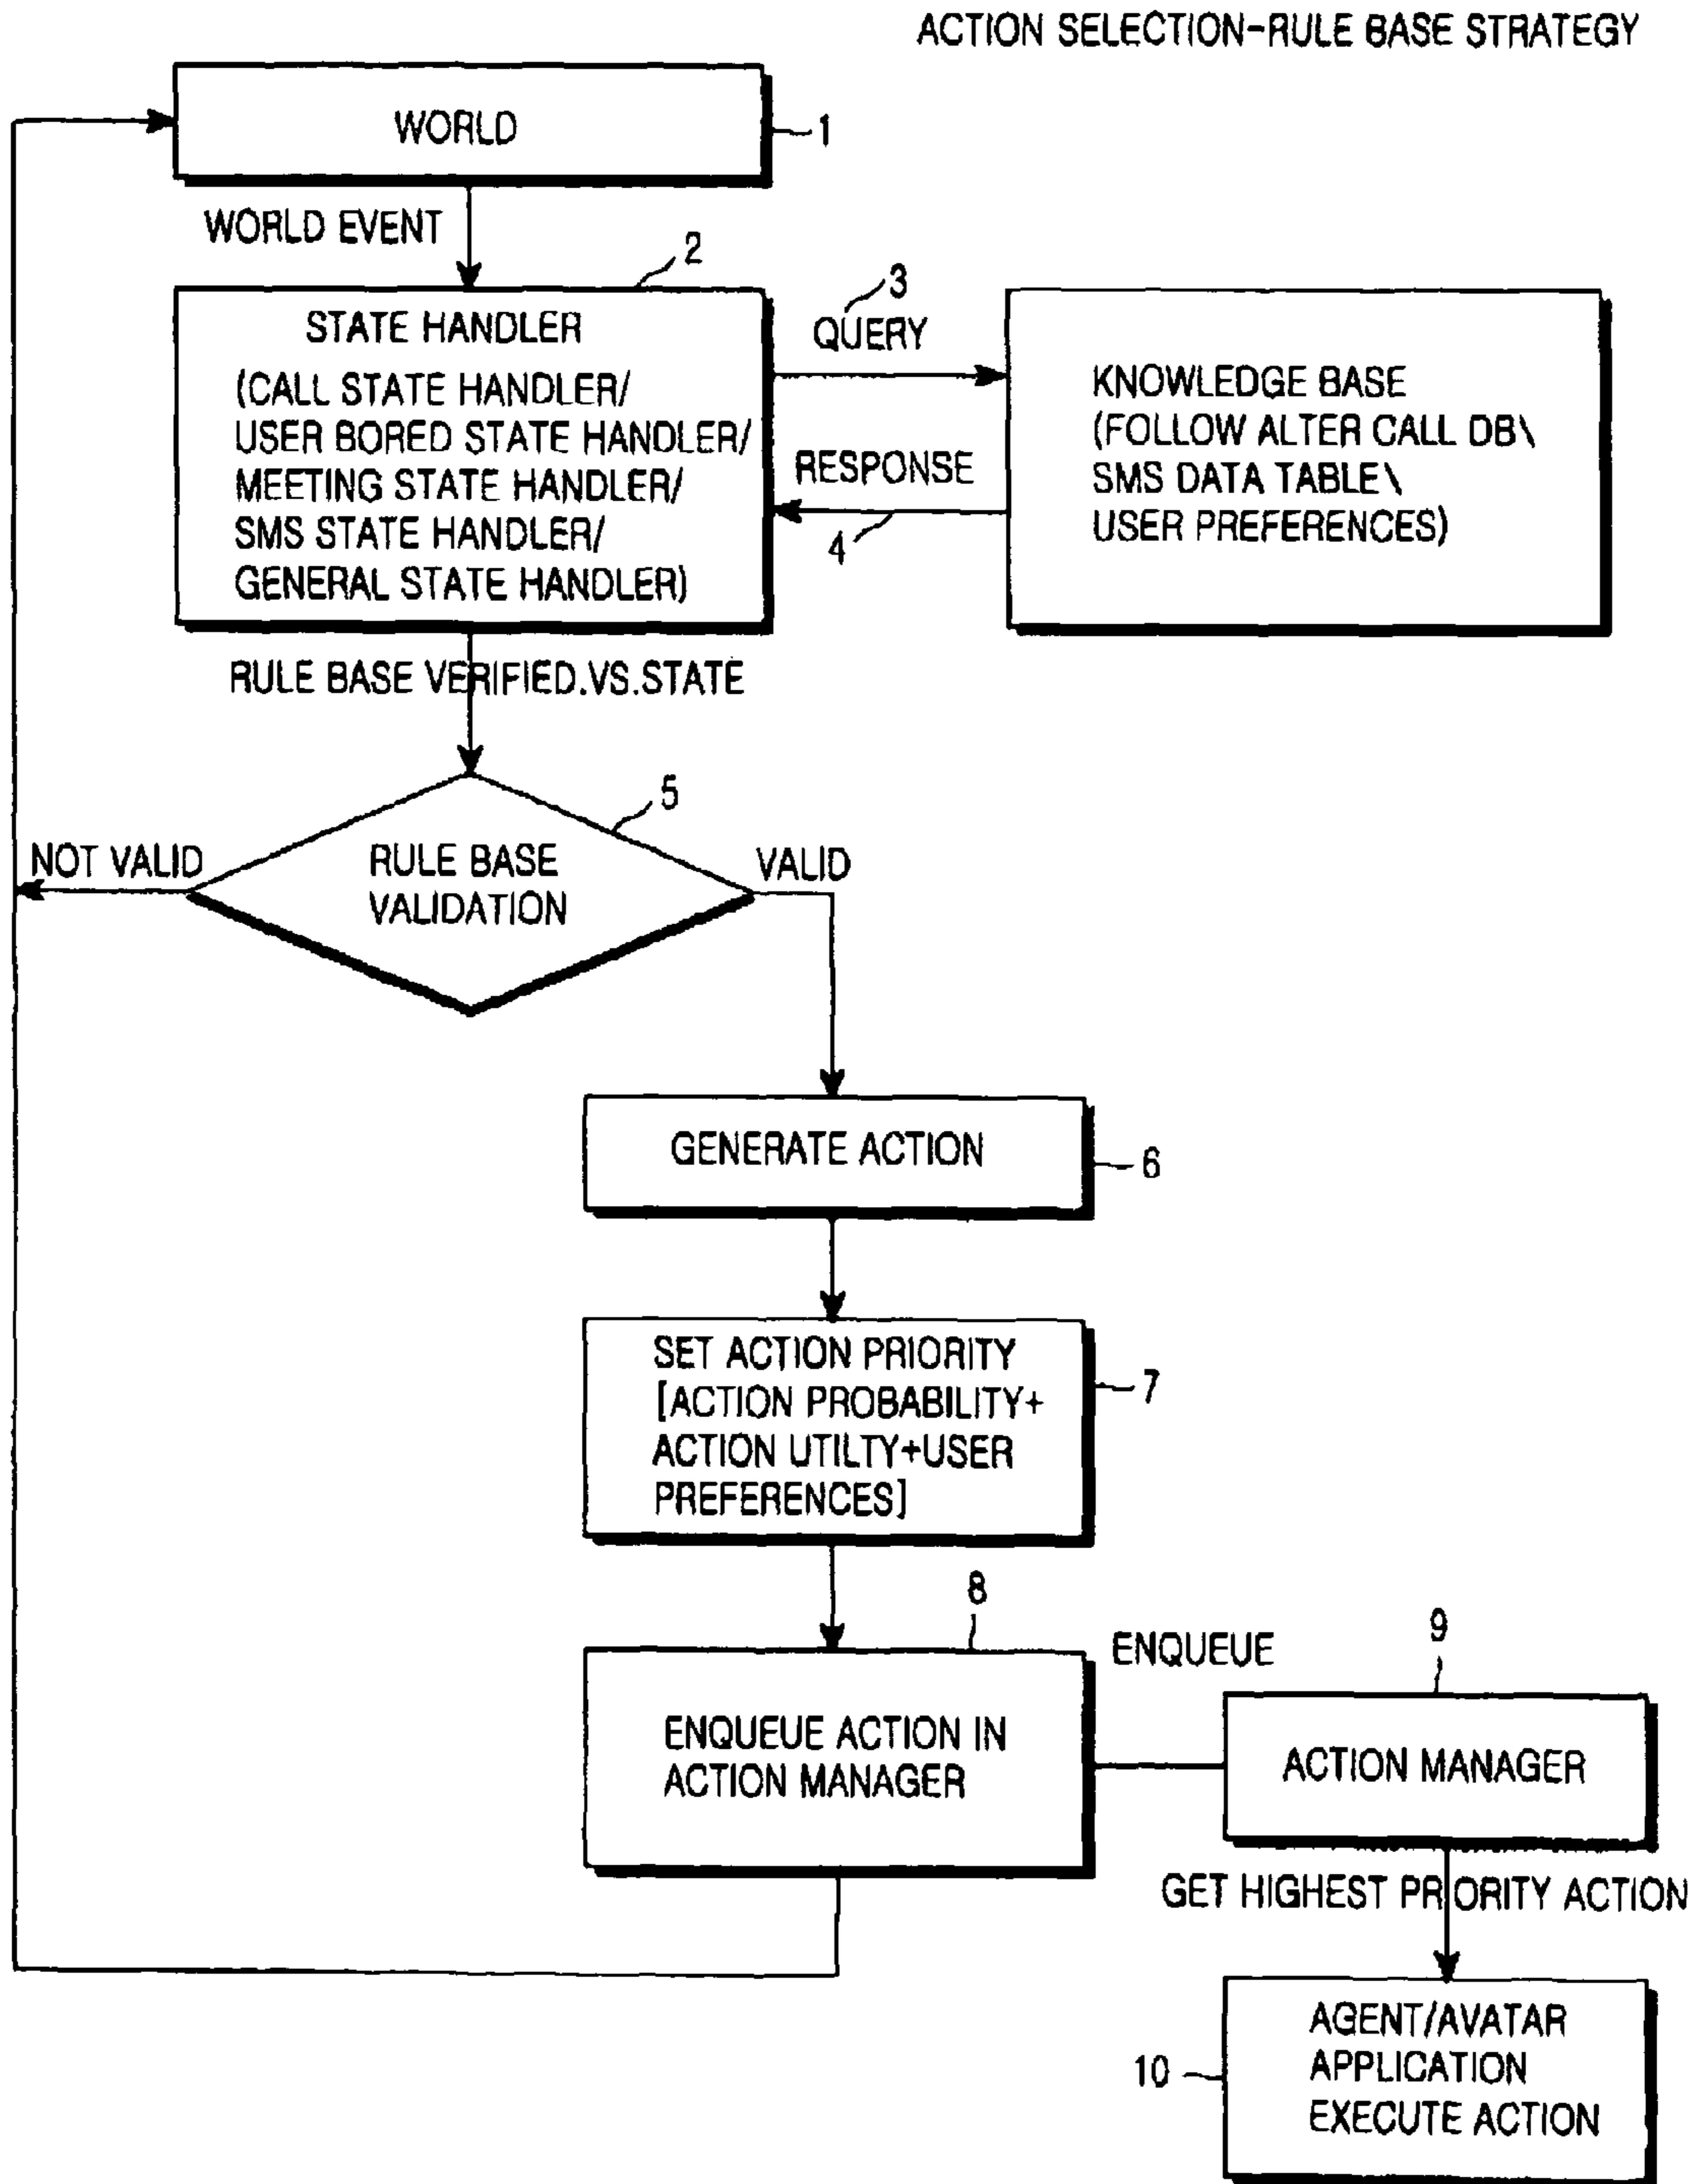 ACTION SELECTION-RULE BASE STRATEGY
WORLD
1
WORLD EVENT
2
STATE HANDLER
(CALL STATE HANDLER/
USER BORED STATE HANDLER/
MEETING STATE HANDLER/
SMS STATE HANDLER/
GENERAL STATE HANDLER)
3
QUERY
RESPONSE
4
KNOWLEDGE BASE
(FOLLOW ALTER CALL DB\
SMS DATA TABLE\
USER PREFERENCES)
RULE BASE VERIFIED.VS.STATE
5
NOT VALID
RULE BASE
VALIDATION
VALID
GENERATE ACTION
6
SET ACTION PRIORITY
[ACTION PROBABILITY+
ACTION UTILTY+USER
PREFERENCES]
7
8
ENQUEUE ACTION IN
ACTION MANAGER
ENQUEUE
9
ACTION MANAGER
GET HIGHEST PRIORITY ACTION
10
AGENT/AVATAR
APPLICATION
EXECUTE ACTION